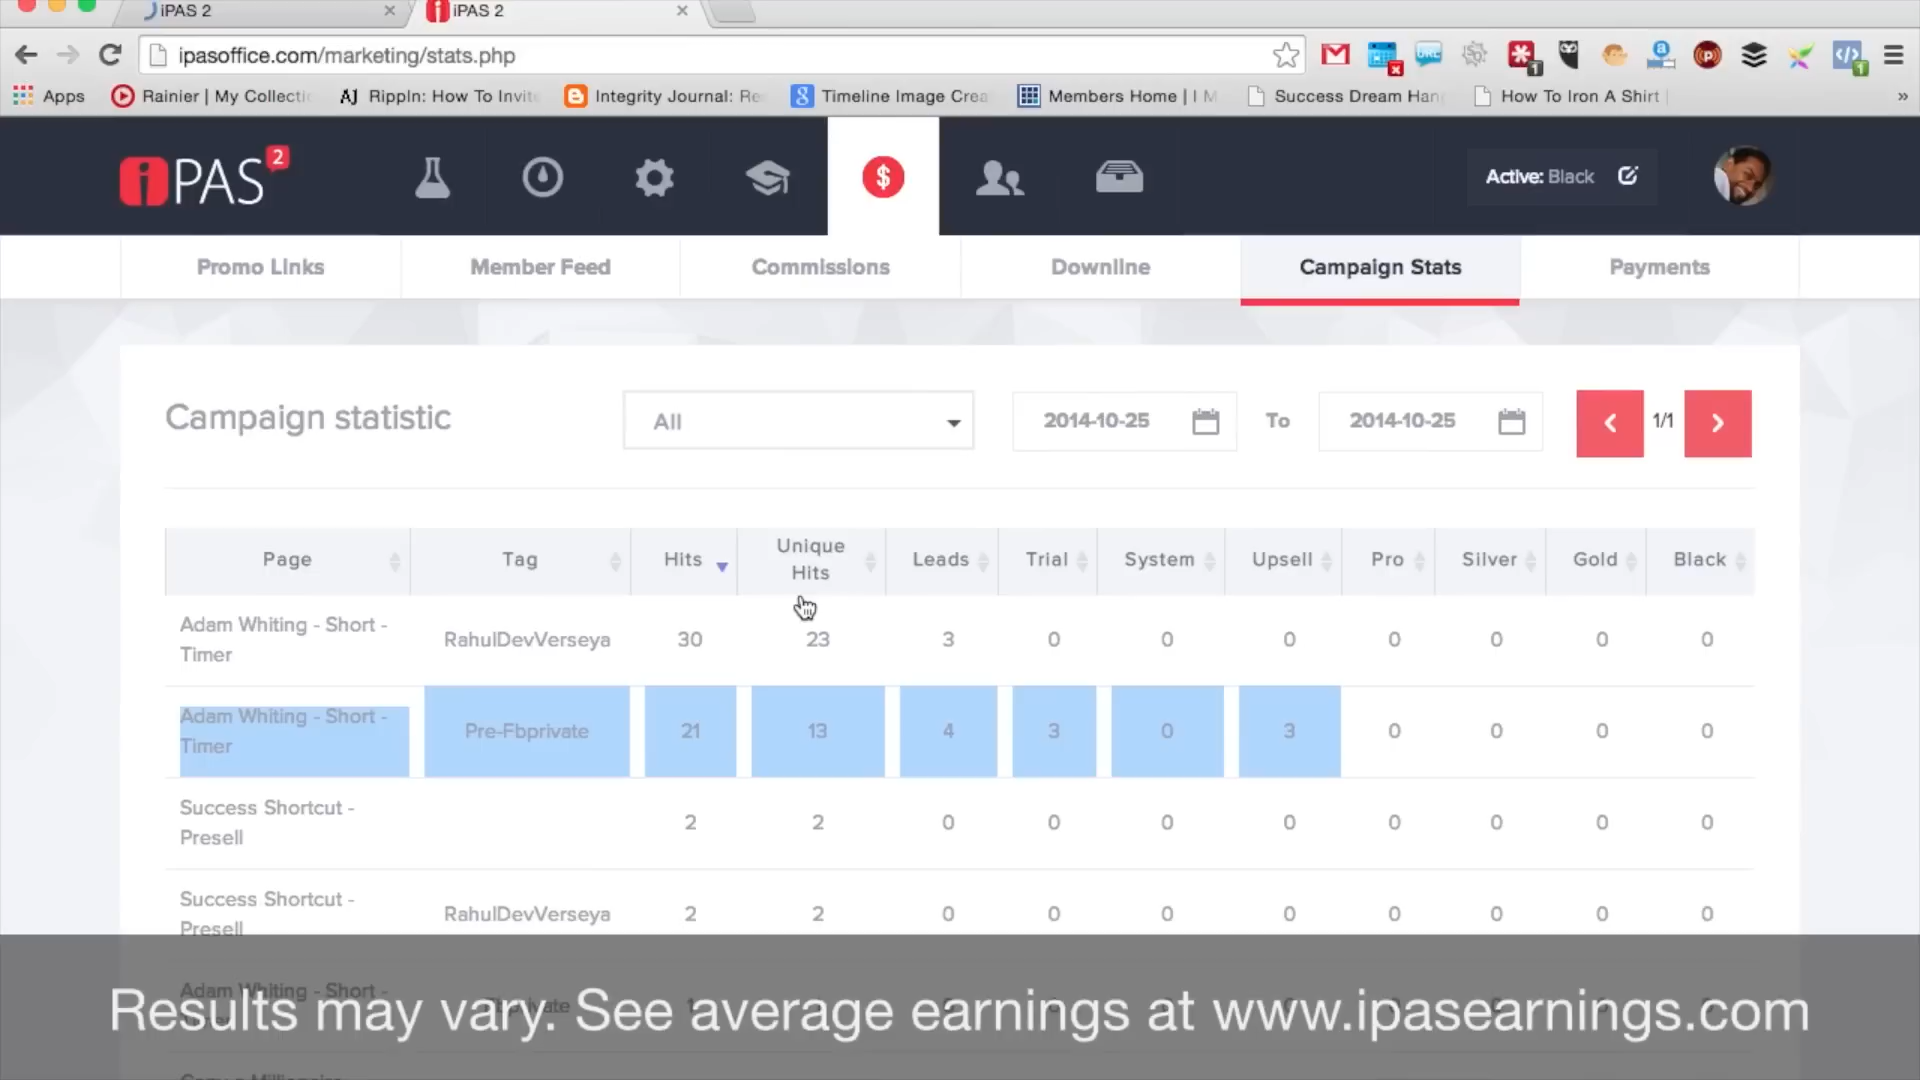 iPAS 2
iPAS 2
ipasoffice.com/marketing/stats.php
Apps Rainier | My Collecti AJ RippIn: How To Invit Integrity Journal: Re Timeline Image Crea Members Home | I M Success Dream Han How To Iron A Shirt | »
iPAS 2
Active: Black
Promo Links Member Feed Commissions Downline Campaign Stats Payments
Campaign statistic All 2014-10-25 To 2014-10-25 1/1
Page Tag Hits Unique Hits Leads Trial System Upsell Pro Silver Gold Black
Adam Whiting - Short - Timer RahulDevVerseya 30 23 3 0 0 0 0 0 0 0
Adam Whiting - Short - Timer Pre-Fbprivate 21 13 4 3 0 3 0 0 0 0
Success Shortcut - Presell 2 2 0 0 0 0 0 0 0
Success Shortcut - Presell RahulDevVerseya 2 2 0 0 0 0 0 0 0 0
Adam Whiting - Short -
Results may vary. See average earnings at www.ipasearnings.com